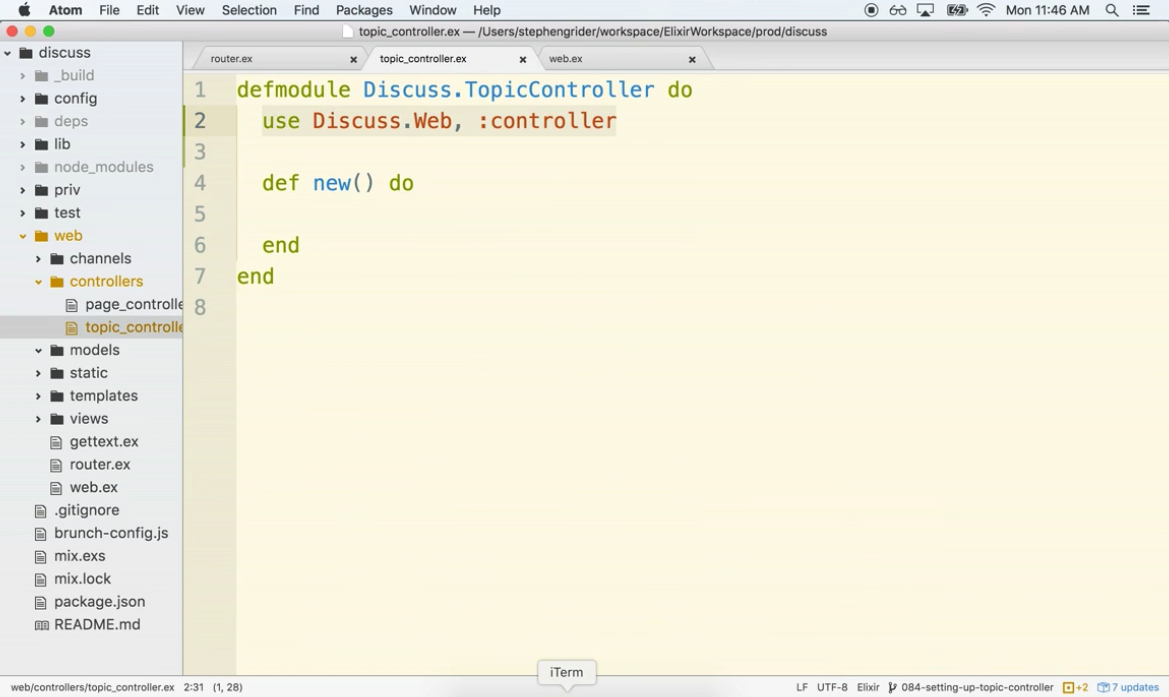 Atom File Edit View Selection Find Packages Window Help Mon 11:46 AM
topic_controller.ex — /Users/stephengrider/workspace/ElixirWorkspace/prod/discuss
discuss
_build
config
deps
lib
node_modules
priv
test
web
channels
controllers
page_controlle
topic_controlle
models
static
templates
views
gettext.ex
router.ex
web.ex
.gitignore
brunch-config.js
mix.exs
mix.lock
package.json
README.md
router.ex topic_controller.ex web.ex
1 defmodule Discuss.TopicController do
2 use Discuss.Web, :controller
3
4 def new() do
5
6 end
7 end
8
iTerm
web/controllers/topic_controller.ex 2:31 (1, 28) LF UTF-8 Elixir 084-setting-up-topic-controller +2 7 updates